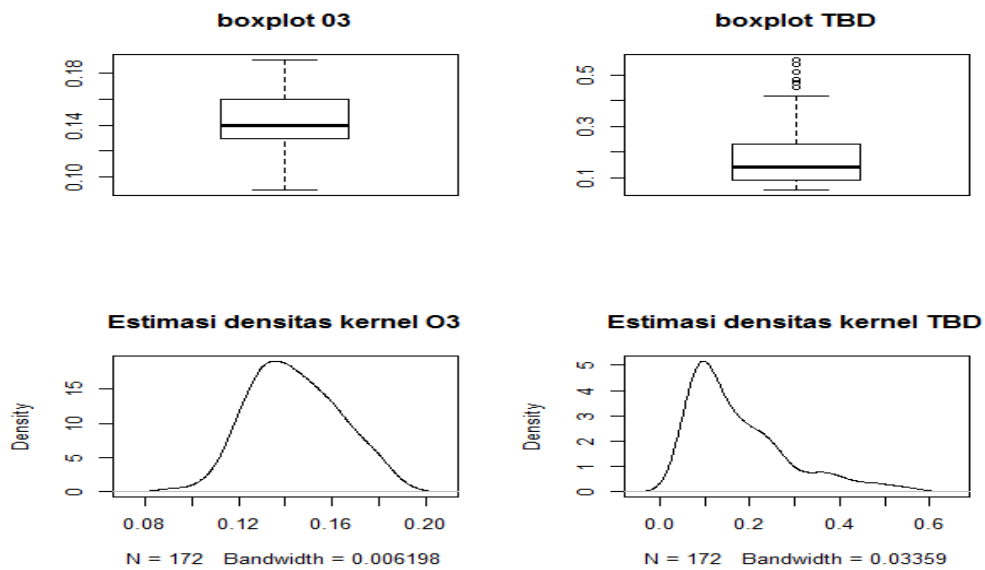 boxplot 03
0.18
0.14
0.10
boxplot TBD
0.5
0.3
0.1
Estimasi densitas kernel O3
Density
15
10
5
0
0.08 0.12 0.16 0.20
N = 172 Bandwidth = 0.006198
Estimasi densitas kernel TBD
Density
5
4
3
2
1
0
0.0 0.2 0.4 0.6
N = 172 Bandwidth = 0.03359